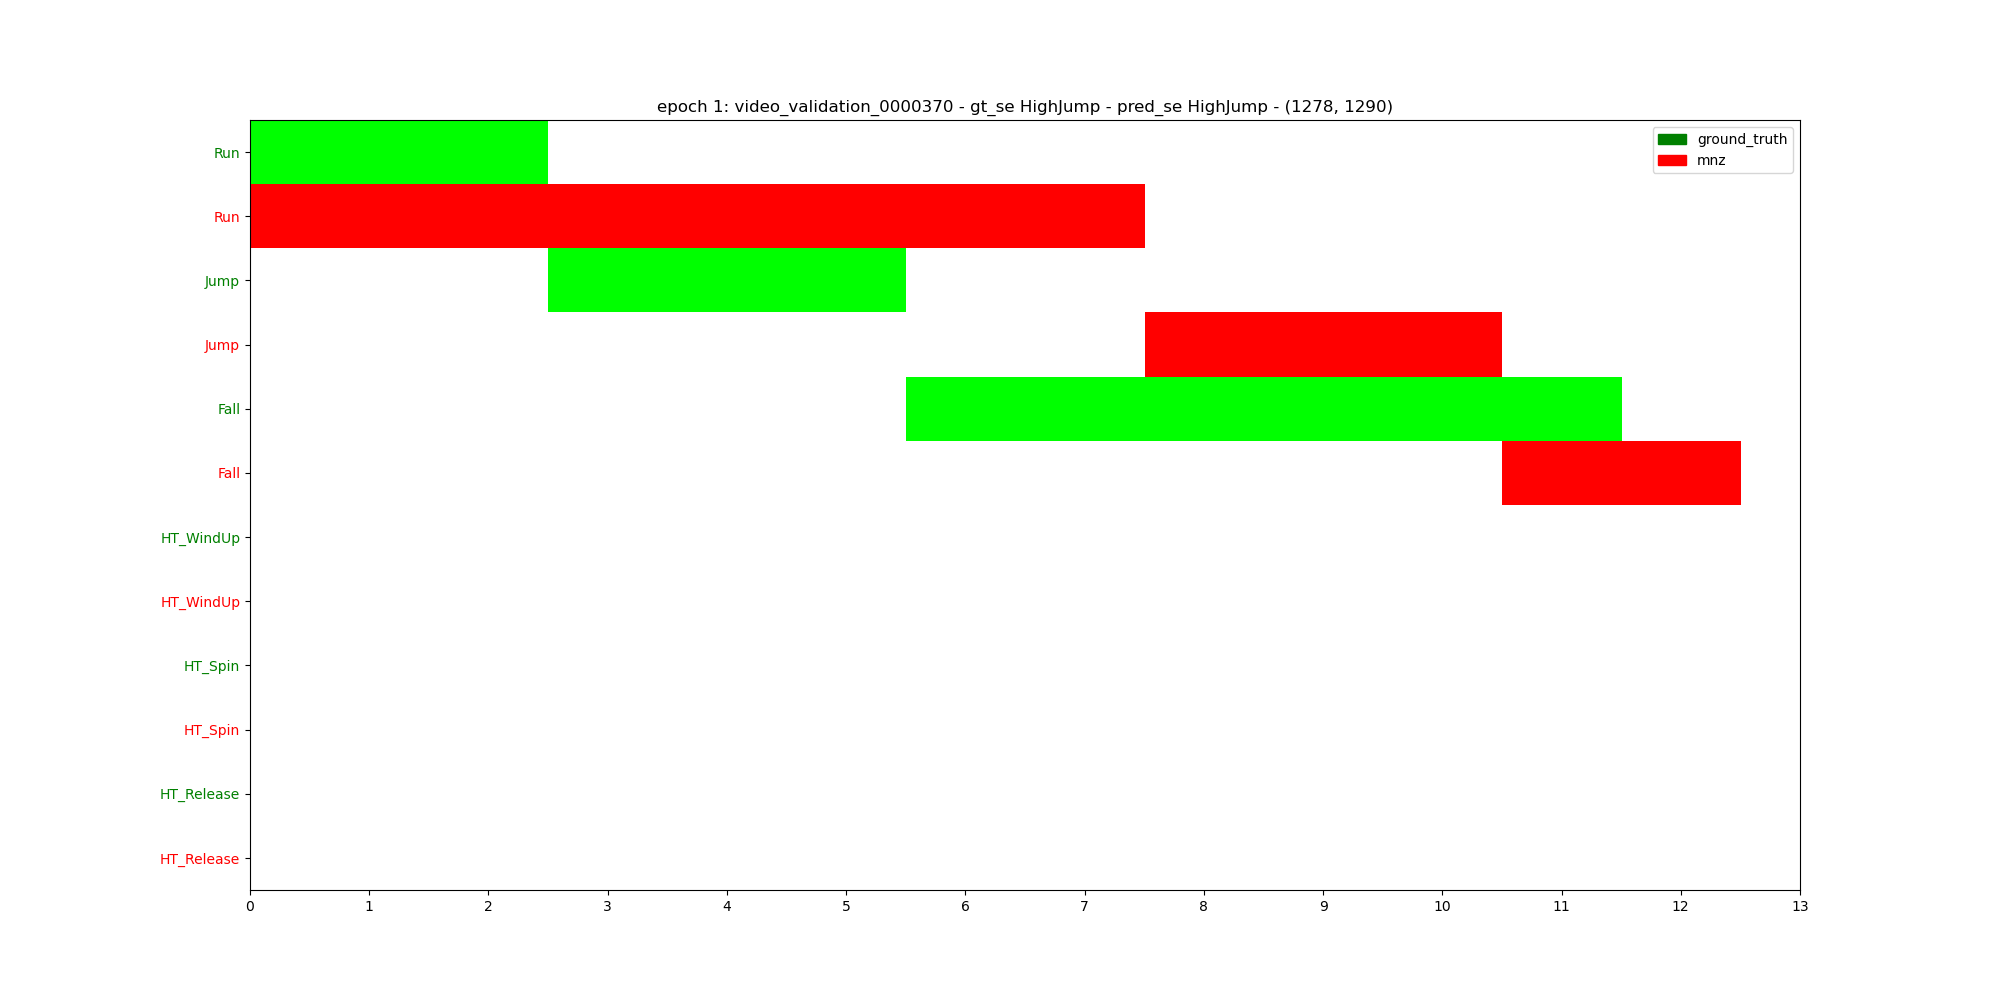 epoch 1: video_validation_0000370 - gt_se HighJump - pred_se HighJump - (1278, 1290)
ground_truth
mnz
Run
Run
Jump
Jump
Fall
Fall
HT_WindUp
HT_WindUp
HT_Spin
HT_Spin
HT_Release
HT_Release
0 1 2 3 4 5 6 7 8 9 10 11 12 13